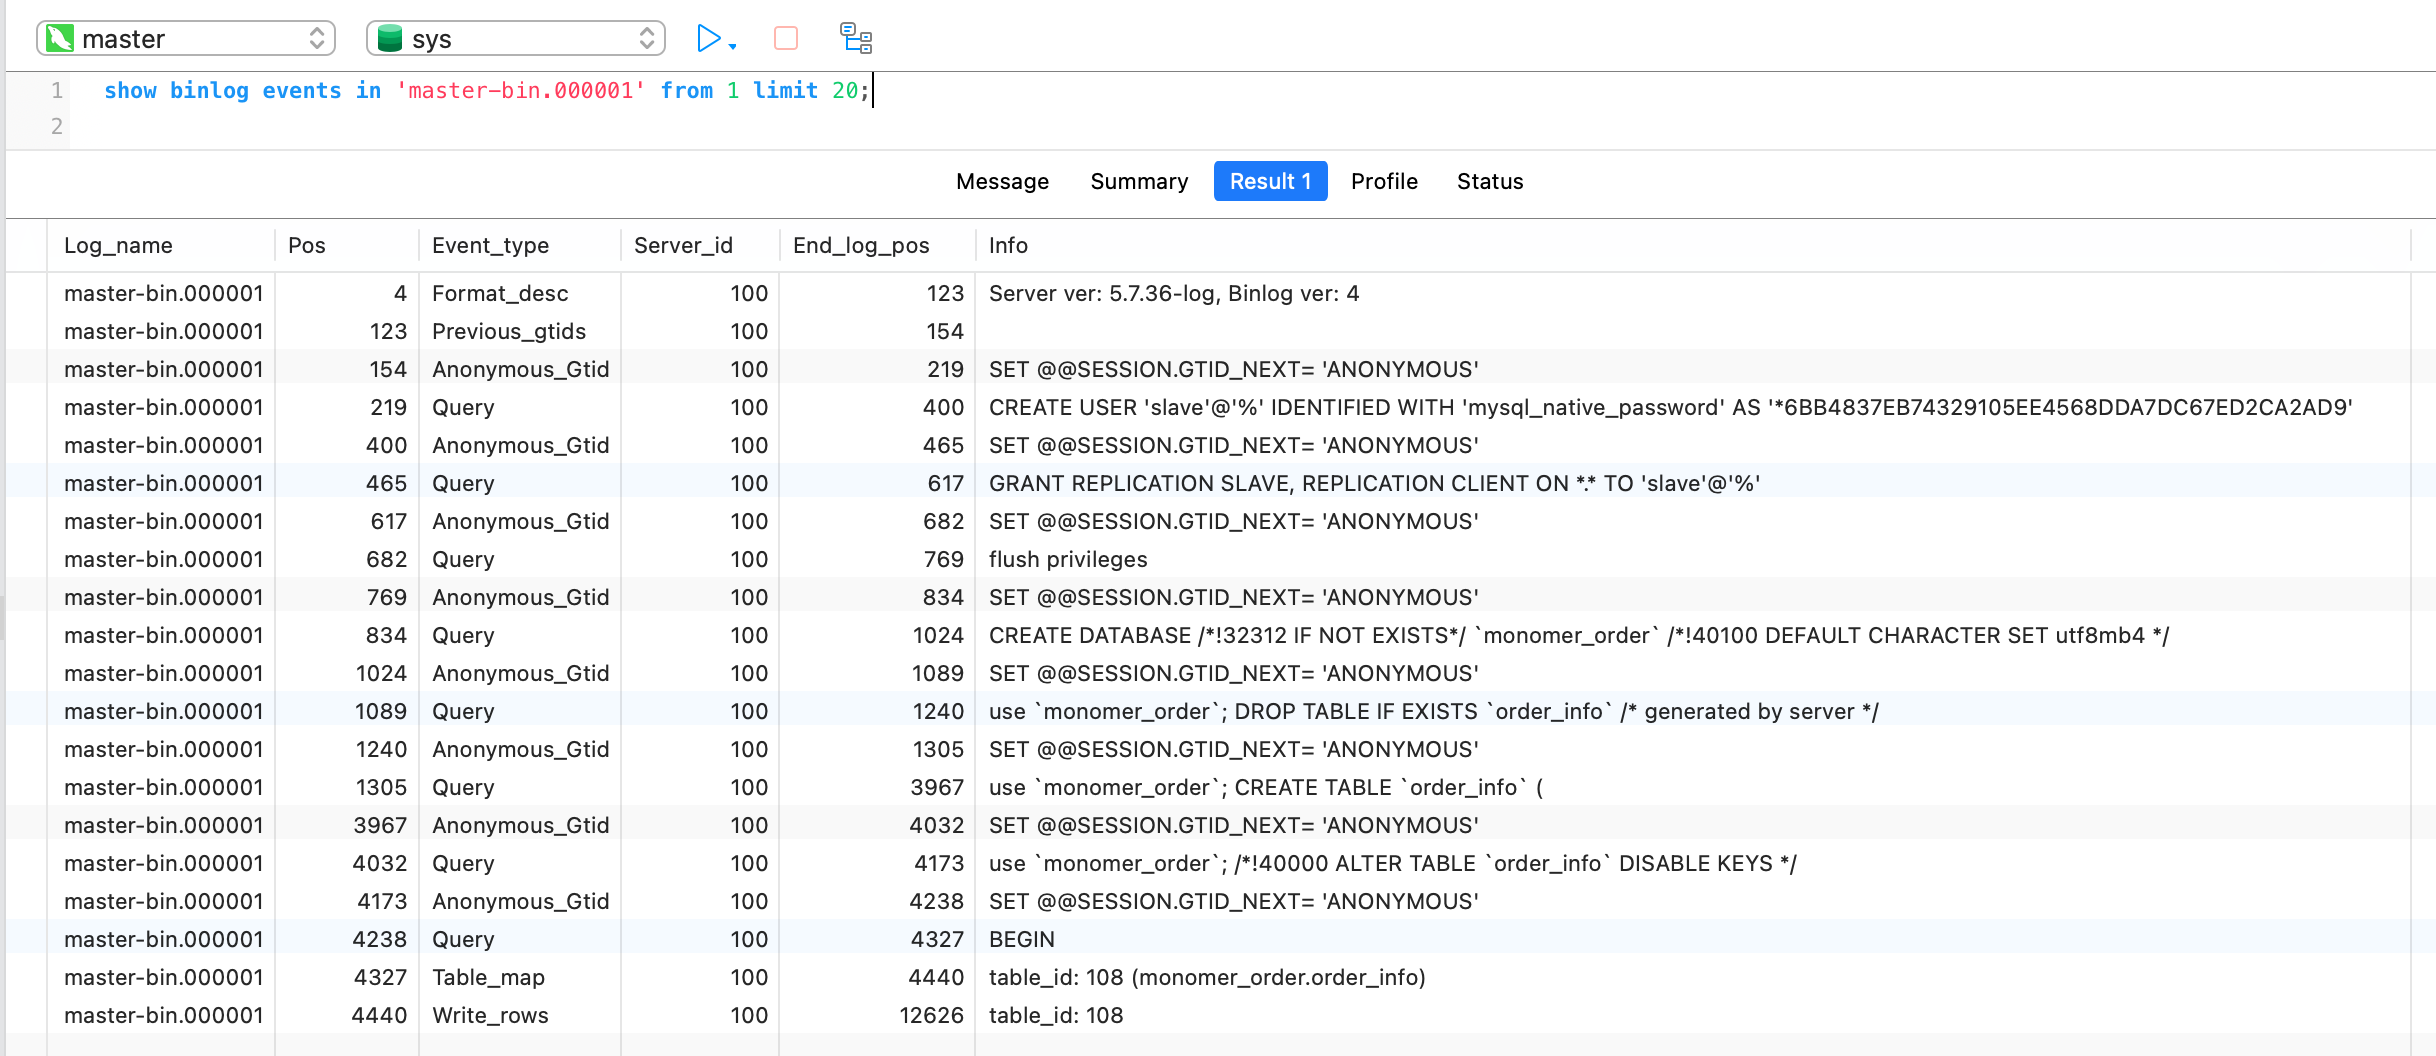 master sys
1 show binlog events in 'master-bin.000001' from 1 limit 20;
2
Message Summary Result 1 Profile Status
Log_name Pos Event_type Server_id End_log_pos Info
master-bin.000001 4 Format_desc 100 123 Server ver: 5.7.36-log, Binlog ver: 4
master-bin.000001 123 Previous_gtids 100 154
master-bin.000001 154 Anonymous_Gtid 100 219 SET @@SESSION.GTID_NEXT= 'ANONYMOUS'
master-bin.000001 219 Query 100 400 CREATE USER 'slave'@'%' IDENTIFIED WITH 'mysql_native_password' AS '*6BB4837EB74329105EE4568DDA7DC67ED2CA2AD9'
master-bin.000001 400 Anonymous_Gtid 100 465 SET @@SESSION.GTID_NEXT= 'ANONYMOUS'
master-bin.000001 465 Query 100 617 GRANT REPLICATION SLAVE, REPLICATION CLIENT ON *.* TO 'slave'@'%'
master-bin.000001 617 Anonymous_Gtid 100 682 SET @@SESSION.GTID_NEXT= 'ANONYMOUS'
master-bin.000001 682 Query 100 769 flush privileges
master-bin.000001 769 Anonymous_Gtid 100 834 SET @@SESSION.GTID_NEXT= 'ANONYMOUS'
master-bin.000001 834 Query 100 1024 CREATE DATABASE /*!32312 IF NOT EXISTS*/ `monomer_order` /*!40100 DEFAULT CHARACTER SET utf8mb4 */
master-bin.000001 1024 Anonymous_Gtid 100 1089 SET @@SESSION.GTID_NEXT= 'ANONYMOUS'
master-bin.000001 1089 Query 100 1240 use `monomer_order`; DROP TABLE IF EXISTS `order_info` /* generated by server */
master-bin.000001 1240 Anonymous_Gtid 100 1305 SET @@SESSION.GTID_NEXT= 'ANONYMOUS'
master-bin.000001 1305 Query 100 3967 use `monomer_order`; CREATE TABLE `order_info` (
master-bin.000001 3967 Anonymous_Gtid 100 4032 SET @@SESSION.GTID_NEXT= 'ANONYMOUS'
master-bin.000001 4032 Query 100 4173 use `monomer_order`; /*!40000 ALTER TABLE `order_info` DISABLE KEYS */
master-bin.000001 4173 Anonymous_Gtid 100 4238 SET @@SESSION.GTID_NEXT= 'ANONYMOUS'
master-bin.000001 4238 Query 100 4327 BEGIN
master-bin.000001 4327 Table_map 100 4440 table_id: 108 (monomer_order.order_info)
master-bin.000001 4440 Write_rows 100 12626 table_id: 108